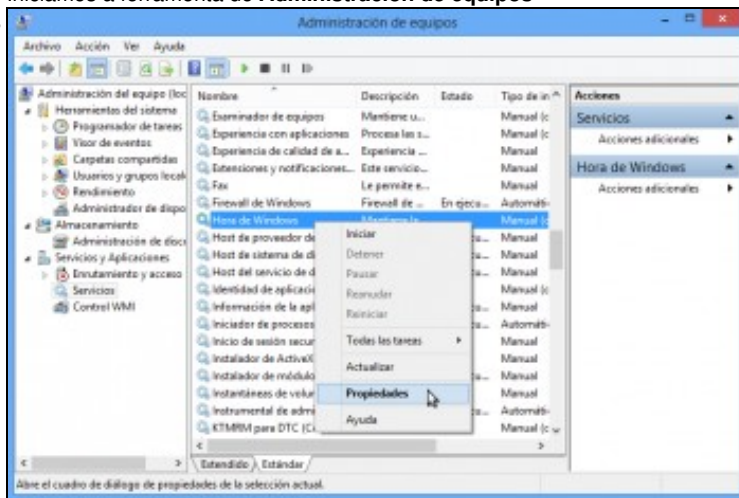 Iniciamos a ferramenta de Administración de equipos
Administración de equipos
Archivo Acción Ver Ayuda
Administración del equipo (loc
Herramientas del sistema
Programador de tareas
Visor de eventos
Carpetas compartidas
Usuarios y grupos locale
Rendimiento
Administrador de dispo
Almacenamiento
Administración de disc
Servicios y Aplicaciones
Enrutamiento y acceso
Servicios
Control WMI
Nombre Descripción Estado Tipo de in
Examinador de equipos Mantiene u... Manual (c
Experiencia con aplicaciones Procesa las s... Manual (c
Experiencia de calidad de a... Experiencia ... Manual
Extensiones y notificaciones... Este servicio... Manual
Fax Le permite e... Manual
Firewall de Windows Firewall de ... En ejecu... Automáti
Hora de Windows Mantiene la Manual (c
Host de proveedor de Manual
Host de sistema de di Manual
Host del servicio de d Manual
Identidad de aplicació Manual (c
Información de la apl Manual
Iniciador de procesos Automáti
Inicio de sesión secur Manual
Instalador de ActiveX Manual
Instalador de módulo Manual
Instantáneas de volur Manual
Instrumental de admi Automáti
KTMRM para DTC (C Manual (c
Iniciar
Detener
Pausar
Reanudar
Reiniciar
Todas las tareas
Actualizar
Propiedades
Ayuda
Acciones
Servicios
Acciones adicionales
Hora de Windows
Acciones adicionales
Extendido Estándar
Abre el cuadro de diálogo de propiedades de la selección actual.